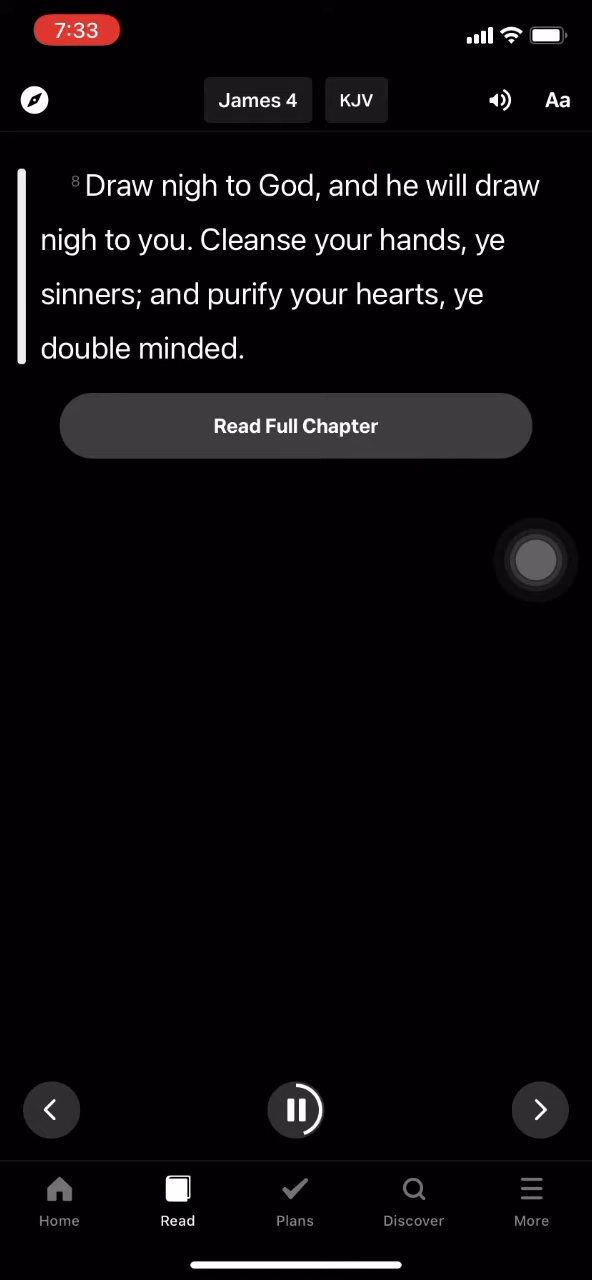 7:33
James 4 KJV Aa
8 Draw nigh to God, and he will draw
nigh to you. Cleanse your hands, ye
sinners; and purify your hearts, ye
double minded.
Read Full Chapter
Home Read Plans Discover More